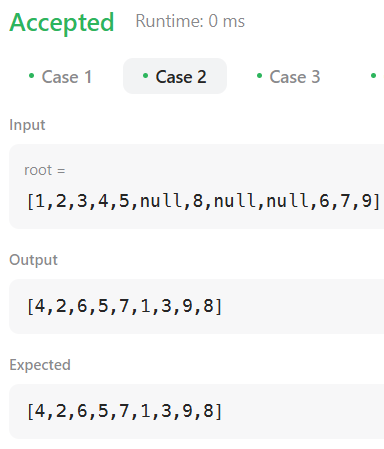 Accepted Runtime: 0 ms
Case 1 Case 2 Case 3
Input
root =
[1,2,3,4,5,null,8,null,null,6,7,9]
Output
[4,2,6,5,7,1,3,9,8]
Expected
[4,2,6,5,7,1,3,9,8]